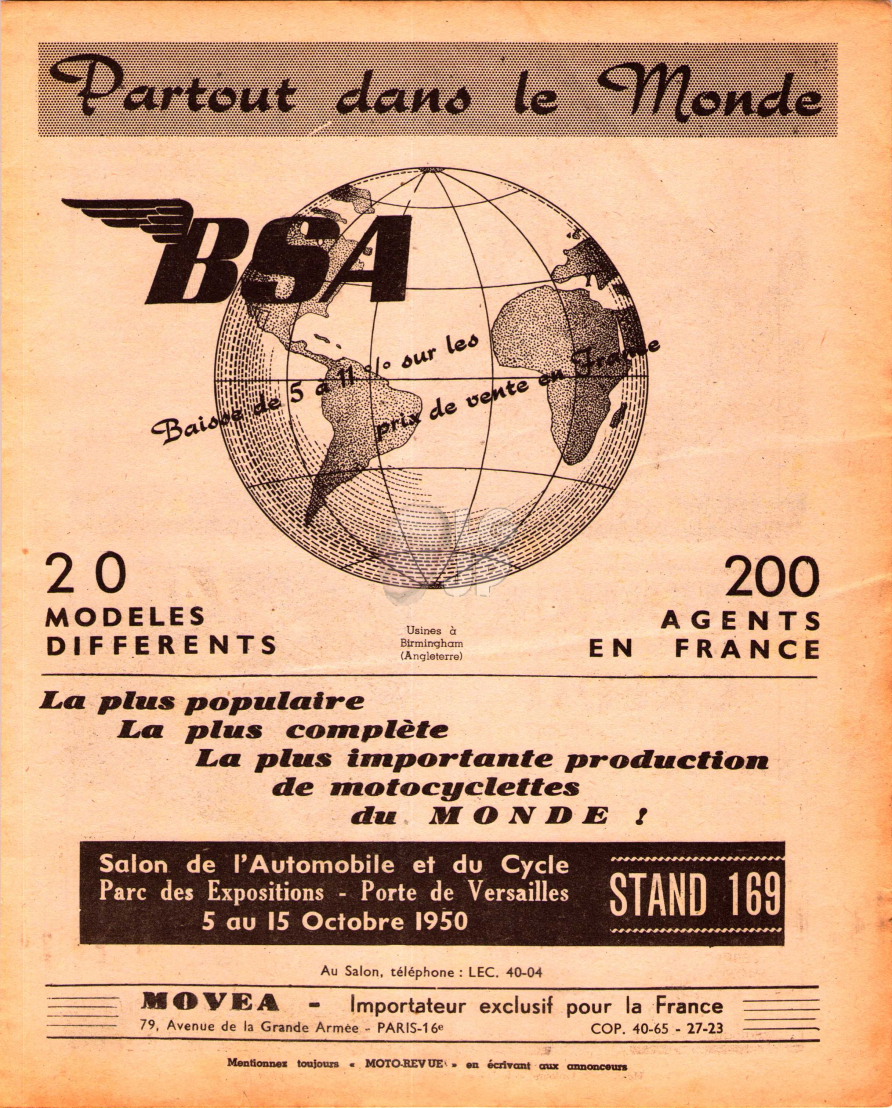 Partout dans le Monde
BSA
Baisse de 5 à 11 % sur les
prix de vente en France
20
MODELES
DIFFERENTS
Usines à
Birmingham
(Angleterre)
200
AGENTS
EN FRANCE
La plus populaire
La plus complète
La plus importante production
de motocyclettes
du MONDE !
Salon de l'Automobile et du Cycle
Parc des Expositions - Porte de Versailles
5 au 15 Octobre 1950
STAND 169
Au Salon, téléphone : LEC. 40-04
MOVEA - Importateur exclusif pour la France
79, Avenue de la Grande Armée - PARIS-16e
COP. 40-65 - 27-23
Mentionnez toujours « MOTO-REVUE » en écrivant aux annonceurs